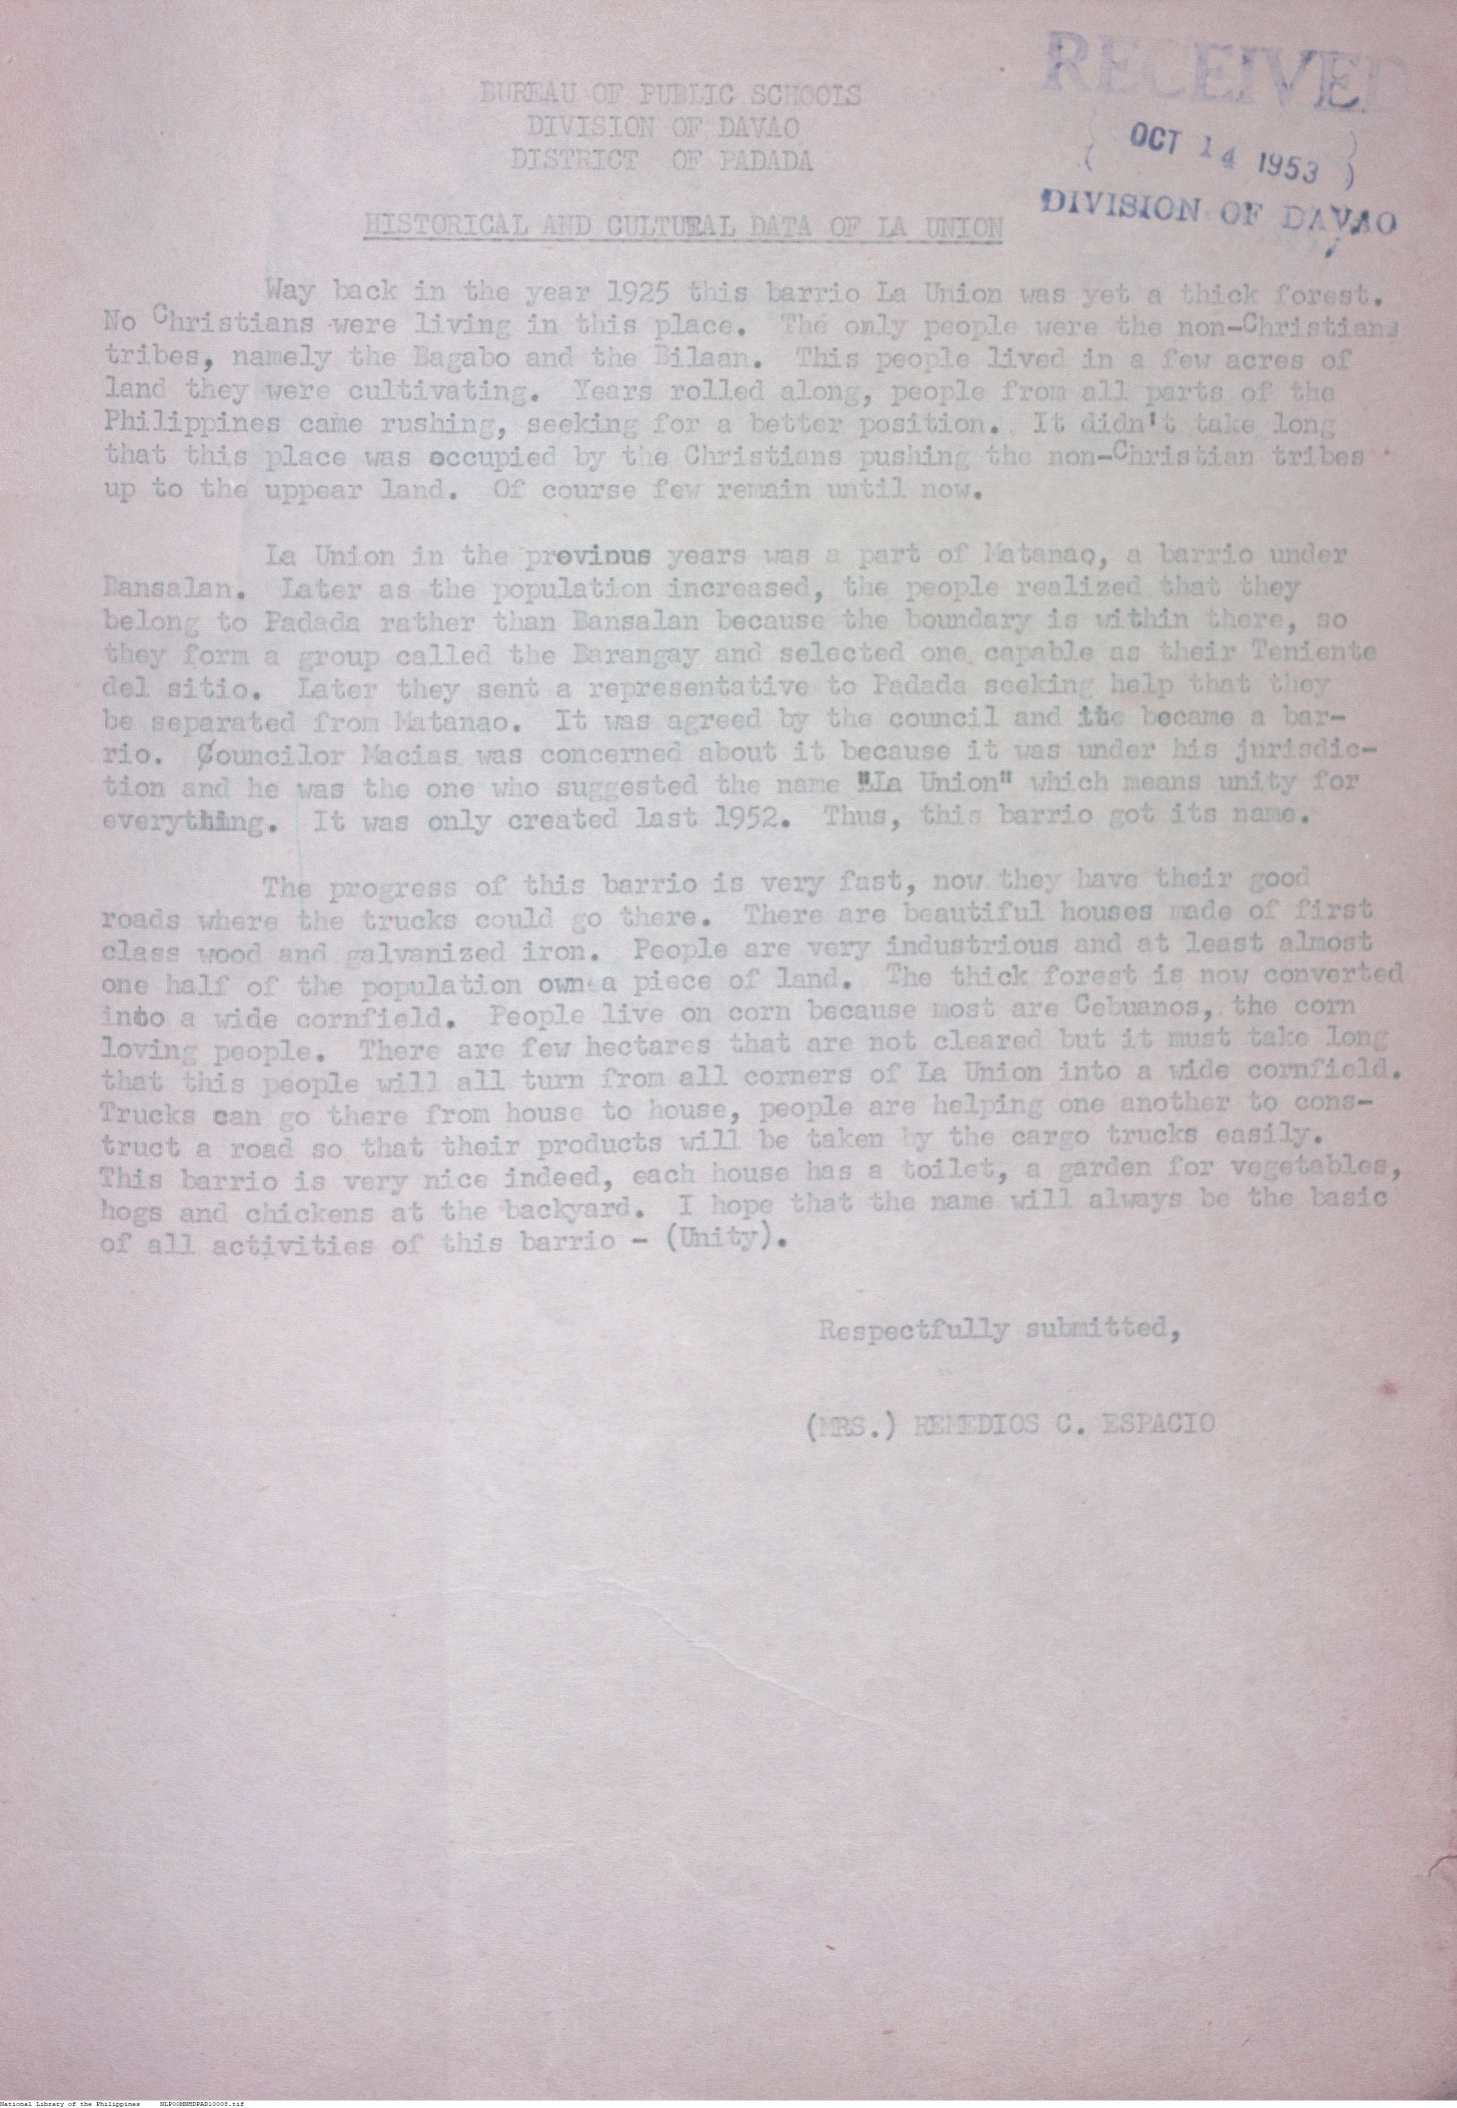 RECEIVED
OCT 14 1953
DIVISION OF DAVAO
BUREAU OF PUBLIC SCHOOLS
DIVISION OF DAVAO
DISTRICT OF PADADA
HISTORICAL AND CULTURAL DATA OF LA UNION
Way back in the year 1925 this barrio La Union was yet a thick forest.
No Christians were living in this place. The only people were the non-Christians
tribes, namely the Bagabo and the Bilaan. This people lived in a few acres of
land they were cultivating. Years rolled along, people from all parts of the
Philippines came rushing, seeking for a better position. It didn't take long
that this place was occupied by the Christians pushing the non-Christian tribes
up to the uppear land. Of course few remain until now.
La Union in the previous years was a part of Matanao, a barrio under
Bansalan. Later as the population increased, the people realized that they
belong to Padada rather than Bansalan because the boundary is within there, so
they form a group called the Barangay and selected one capable as their Teniente
del sitio. Later they sent a representative to Padada seeking help that they
be separated from Matanao. It was agreed by the council and it became a bar-
rio. Councilor Macias was concerned about it because it was under his jurisdic-
tion and he was the one who suggested the name "La Union" which means unity for
everything. It was only created last 1952. Thus, this barrio got its name.
The progress of this barrio is very fast, now they have their good
roads where the trucks could go there. There are beautiful houses made of first
class wood and galvanized iron. People are very industrious and at least almost
one half of the population own a piece of land. The thick forest is now converted
into a wide cornfield. People live on corn because most are Cebuanos, the corn
loving people. There are few hectares that are not cleared but it must take long
that this people will all turn from all corners of La Union into a wide cornfield.
Trucks can go there from house to house, people are helping one another to cons-
truct a road so that their products will be taken by the cargo trucks easily.
This barrio is very nice indeed, each house has a toilet, a garden for vegetables,
hogs and chickens at the backyard. I hope that the name will always be the basic
of all activities of this barrio - (Unity).
Respectfully submitted,
(MRS.) REMEDIOS C. ESPACIO
National Library of the Philippines NLP00MNHDPAD10008.tif